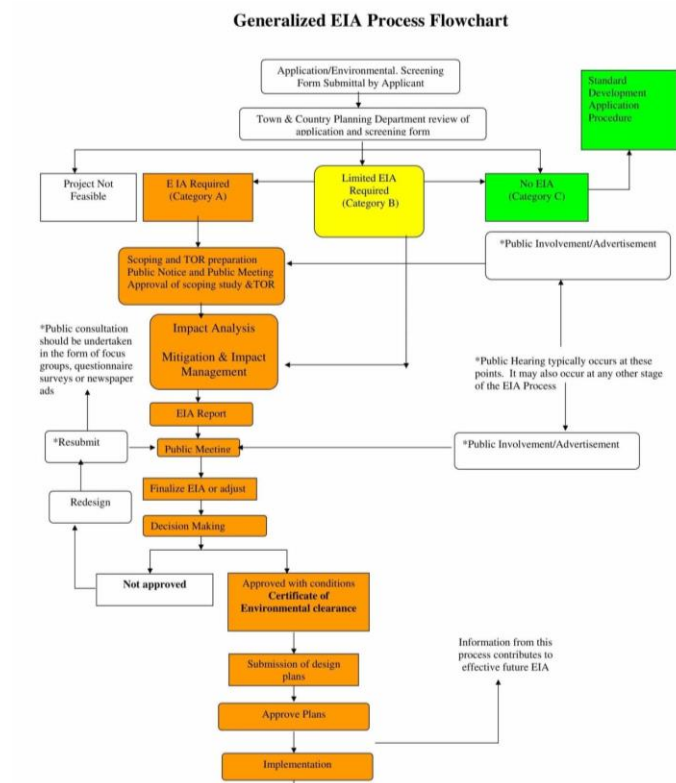 Generalized EIA Process Flowchart
Application/Environmental. Screening
Form Submittal by Applicant
Standard
Development
Application
Procedure
Town & Country Planning Department review of
application and screening form
Project Not
Feasible
E IA Required
(Category A)
Limited EIA
Required
(Category B)
No EIA
(Category C)
*Public Involvement/Advertisement
Scoping and TOR preparation
Public Notice and Public Meeting
Approval of scoping study &TOR
*Public consultation
should be undertaken
in the form of focus
groups, questionnaire
surveys or newspaper
ads
Impact Analysis
Mitigation & Impact
Management
*Public Hearing typically occurs at these
points. It may also occur at any other stage
of the EIA Process
EIA Report
*Resubmit
Public Meeting
*Public Involvement/Advertisement
Finalize EIA or adjust
Redesign
Decision Making
Not approved
Approved with conditions
Certificate of
Environmental clearance
Information from this
process contributes to
effective future EIA
Submission of design
plans
Approve Plans
Implementation